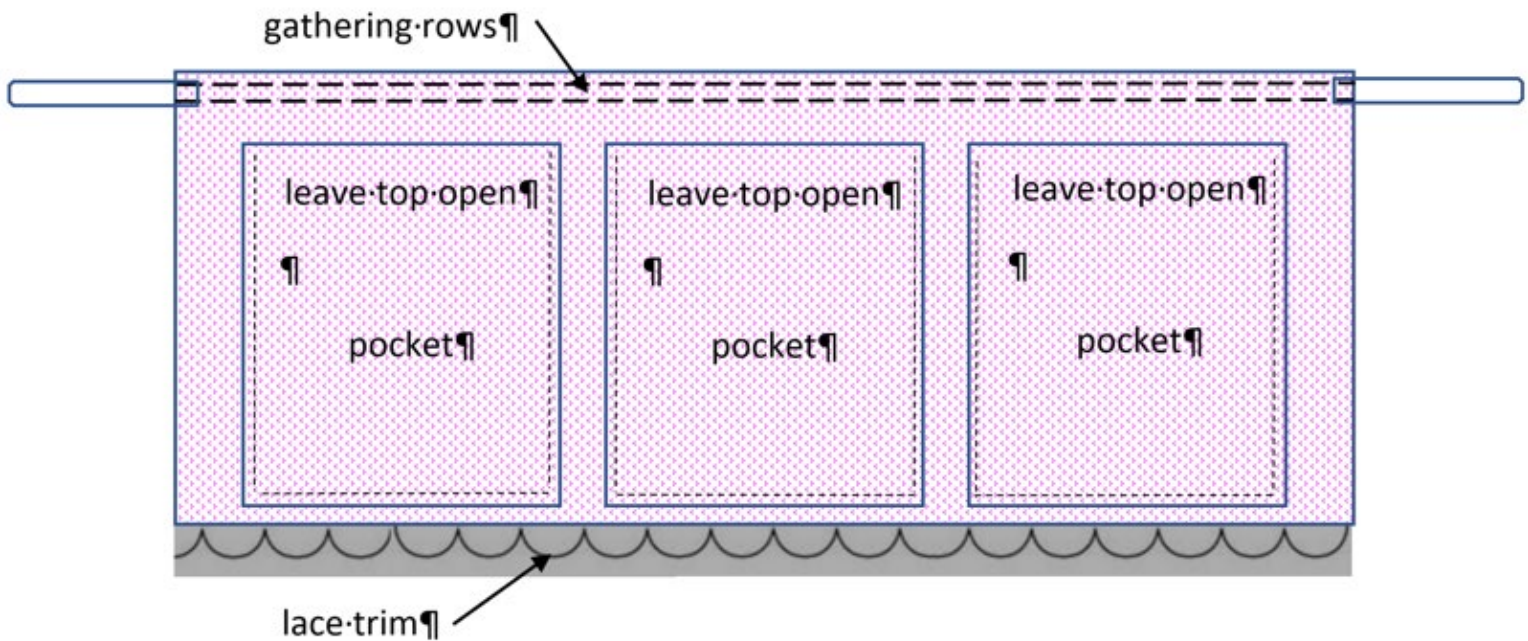 gathering·rows¶
leave·top·open¶
¶
pocket¶
leave·top·open¶
¶
pocket¶
leave·top·open¶
¶
pocket¶
lace·trim¶